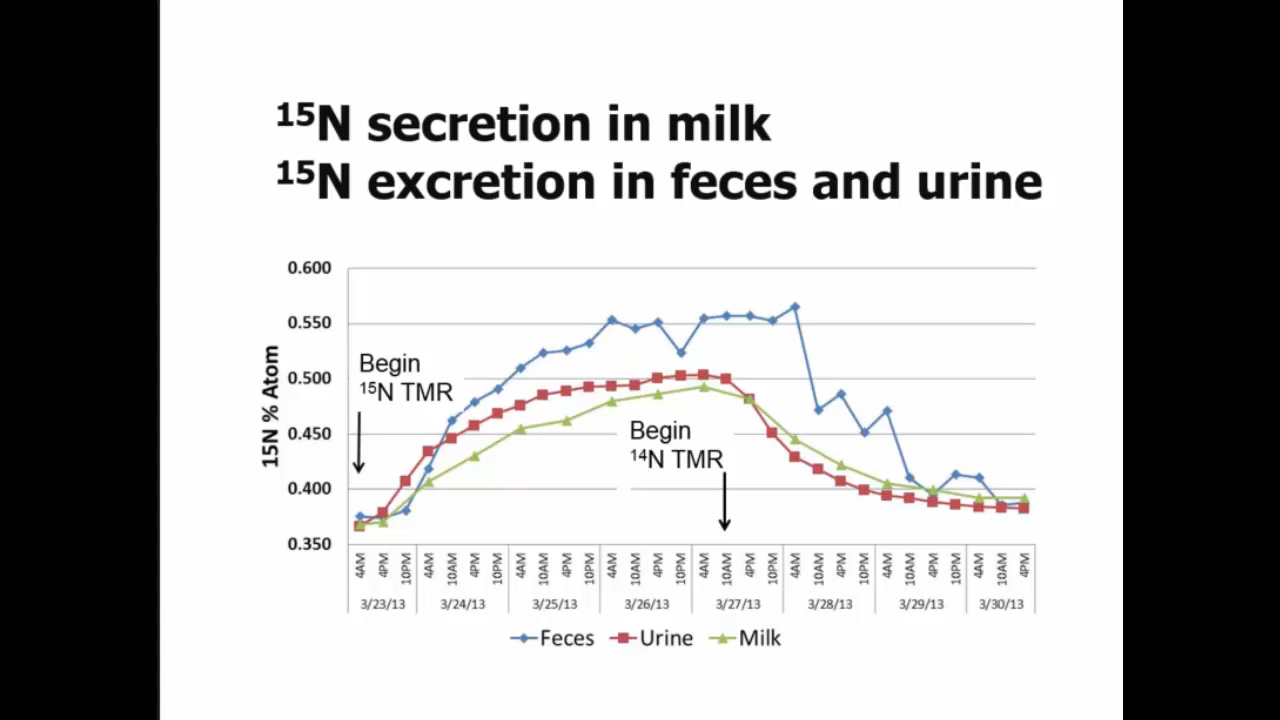 ¹⁵N secretion in milk
¹⁵N excretion in feces and urine
0.600
0.550
0.500
0.450
0.400
0.350
15N % Atom
Begin
¹⁵N TMR
Begin
¹⁴N TMR
4AM 4PM 10PM 4AM 10AM 4PM 10PM 4AM 10AM 4PM 10PM 4AM 10AM 4PM 10PM 4AM 10AM 4PM 10PM 4AM 10AM 4PM 10PM 4AM 10AM 4PM 10PM 4AM 10AM 4PM
3/23/13 3/24/13 3/25/13 3/26/13 3/27/13 3/28/13 3/29/13 3/30/13
Feces Urine Milk